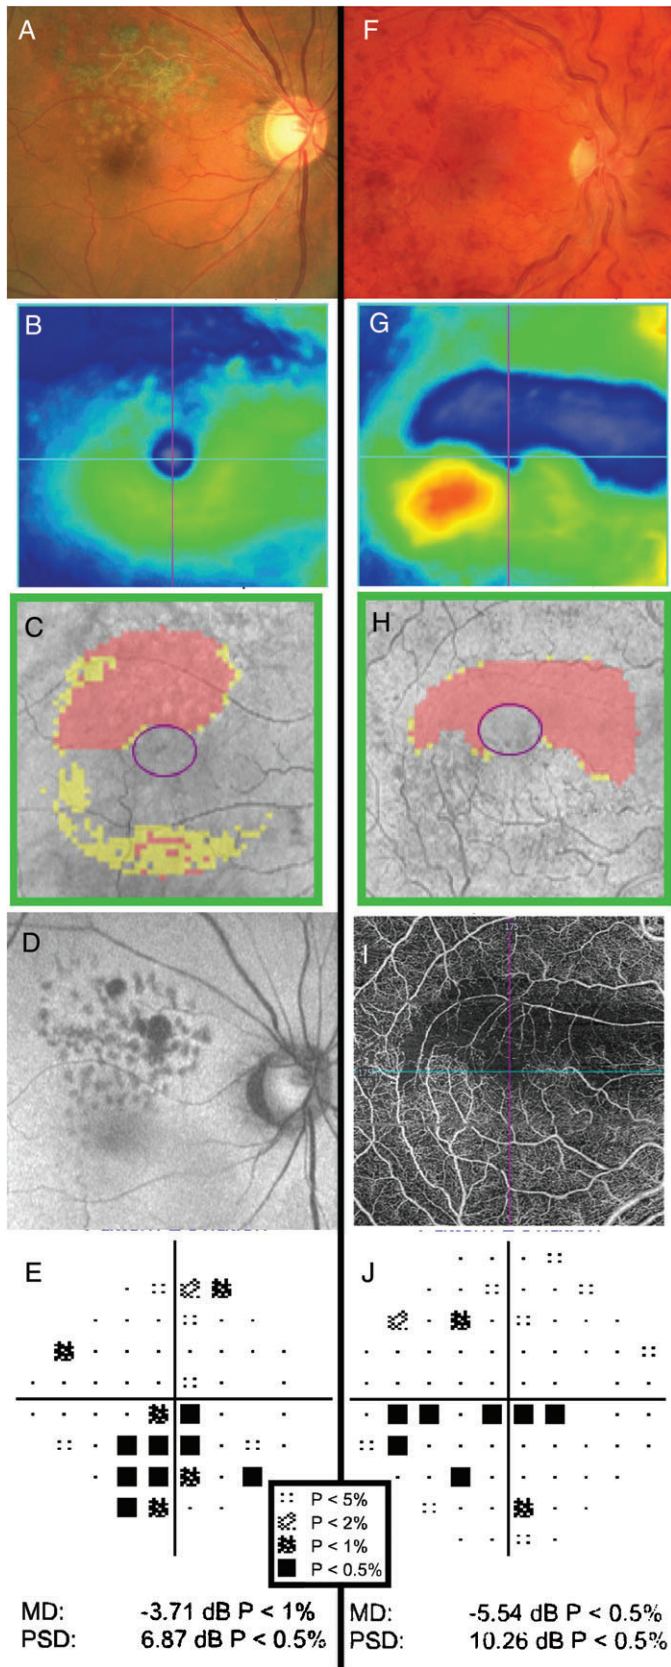 A
F
B
G
C
H
D
I
175
175
E
J
P < 5%
P < 2%
P < 1%
P < 0.5%
MD: -3.71 dB P < 1%
PSD: 6.87 dB P < 0.5%
MD: -5.54 dB P < 0.5%
PSD: 10.26 dB P < 0.5%